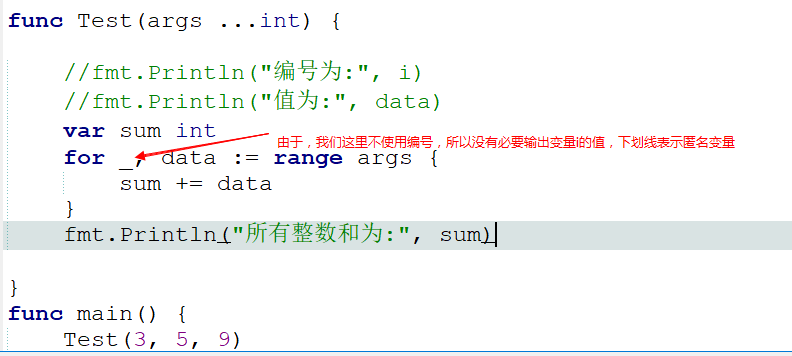 func Test(args ...int) {
//fmt.Println("编号为:", i)
//fmt.Println("值为:", data)
var sum int
for _, data := range args {
由于，我们这里不使用编号，所以没有必要输出变量i的值，下划线表示匿名变量
sum += data
}
fmt.Println("所有整数和为:", sum)
}
func main() {
Test(3, 5, 9)